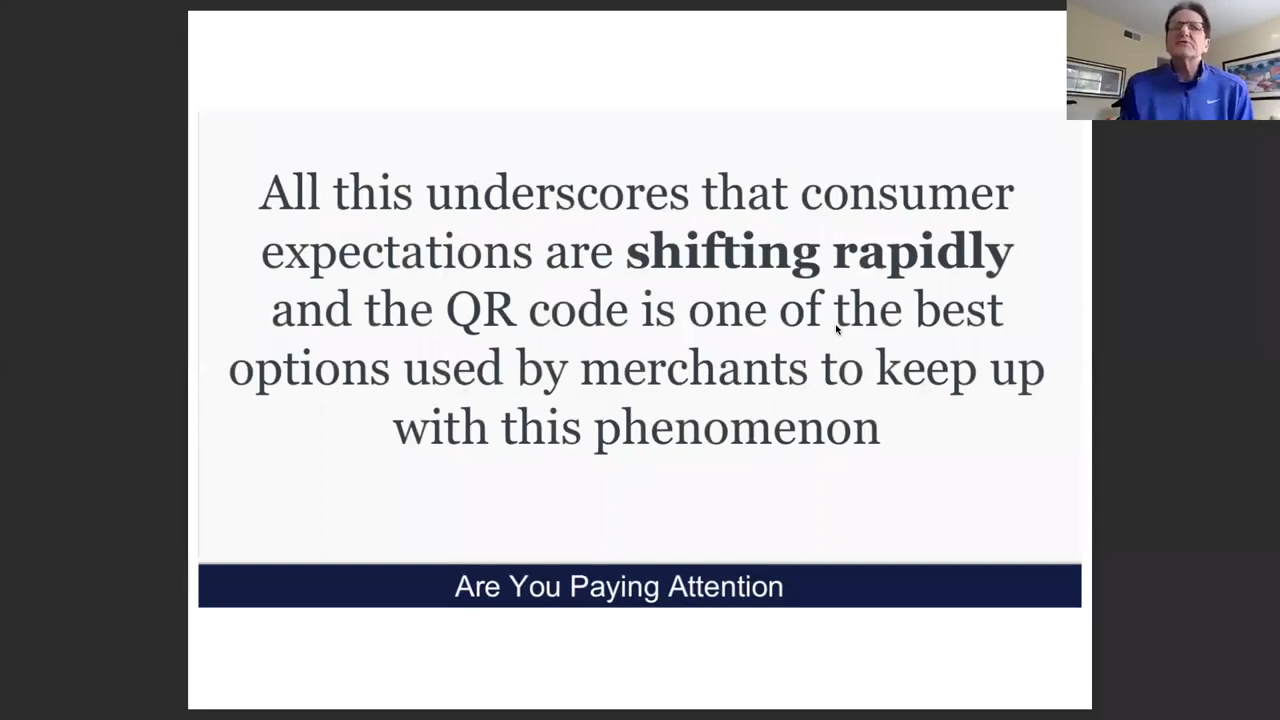 All this underscores that consumer
expectations are shifting rapidly
and the QR code is one of the best
options used by merchants to keep up
with this phenomenon
Are You Paying Attention